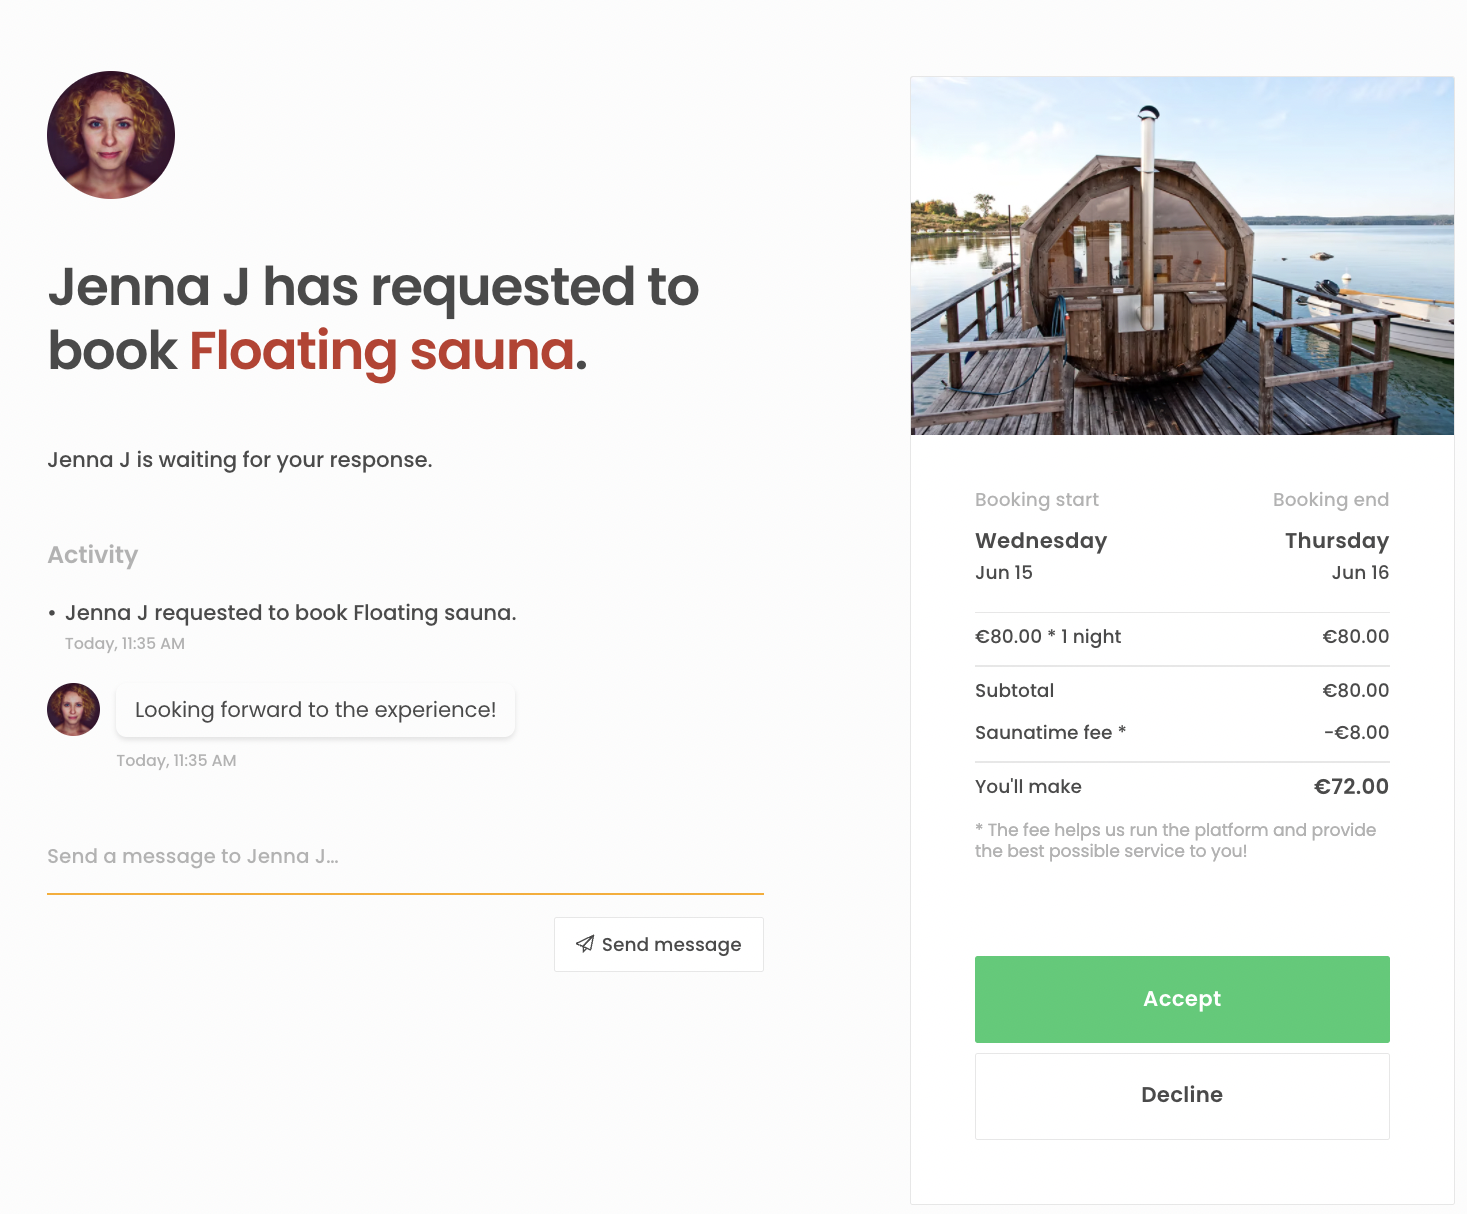 Jenna J has requested to
book Floating sauna.
Jenna J is waiting for your response.
Activity
• Jenna J requested to book Floating sauna.
Today, 11:35 AM
Looking forward to the experience!
Today, 11:35 AM
Send a message to Jenna J...
Send message
Booking start Booking end
Wednesday Thursday
Jun 15 Jun 16
€80.00 * 1 night €80.00
Subtotal €80.00
Saunatime fee * -€8.00
You'll make €72.00
* The fee helps us run the platform and provide
the best possible service to you!
Accept
Decline